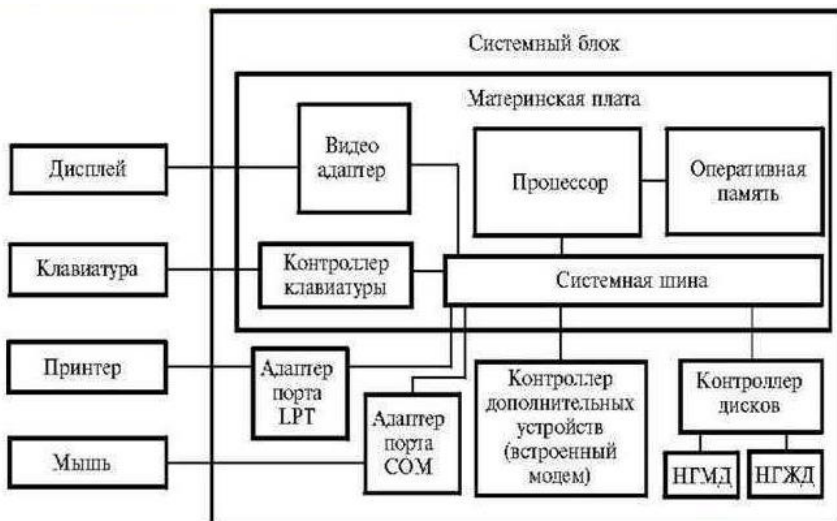 Системный блок
Материнская плата
Дисплей
Видео
адаптер
Процессор
Оперативная
память
Клавиатура
Контроллер
клавиатуры
Системная шина
Принтер
Адаптер
порта
LPT
Мышь
Адаптер
порта
COM
Контроллер
дополнительных
устройств
(встроенный
модем)
Контроллер
дисков
НГМД
НГЖД